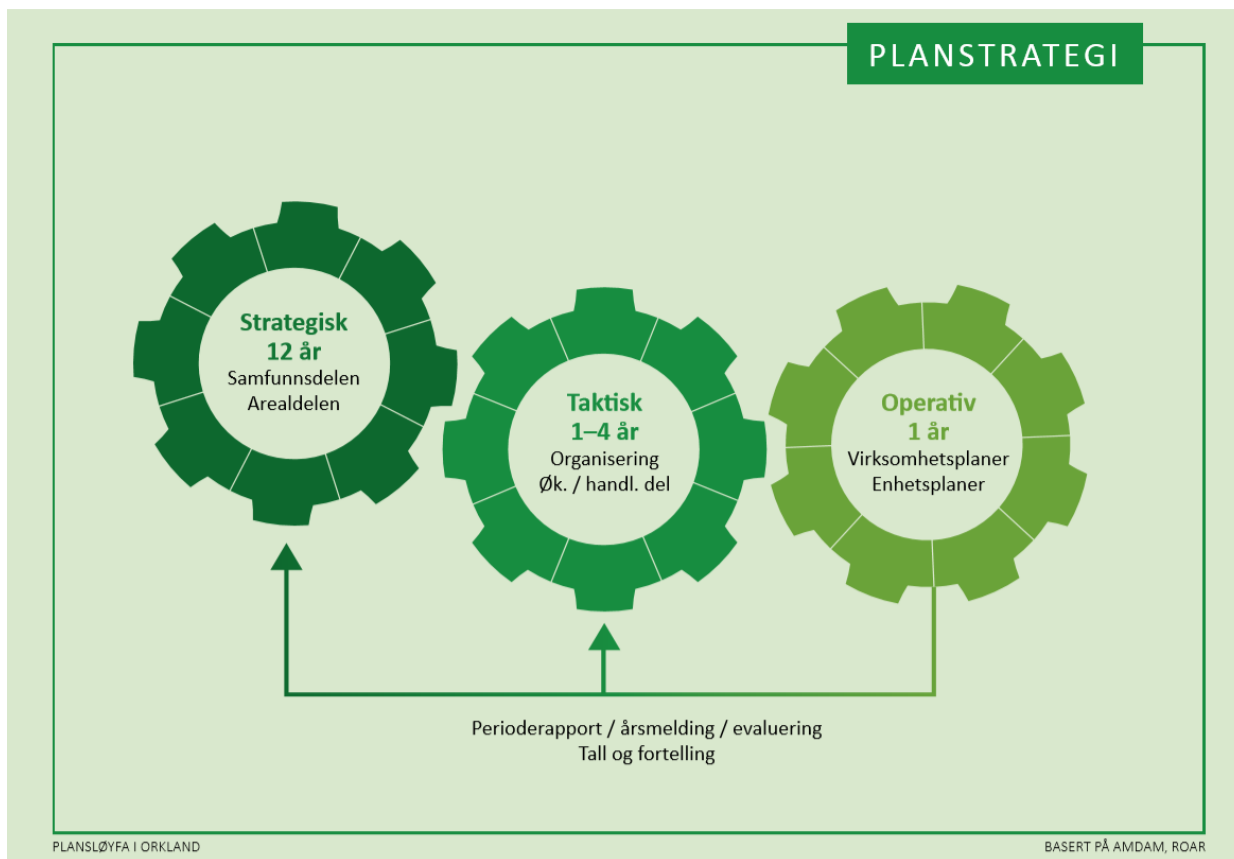 PLANSTRATEGI
Strategisk
12 år
Samfunnsdelen
Arealdelen
Taktisk
1–4 år
Organisering
Øk. / handl. del
Operativ
1 år
Virksomhetsplaner
Enhetsplaner
Perioderapport / årsmelding / evaluering
Tall og fortelling
PLANSLØYFA I ORKLAND
BASERT PÅ AMDAM, ROAR